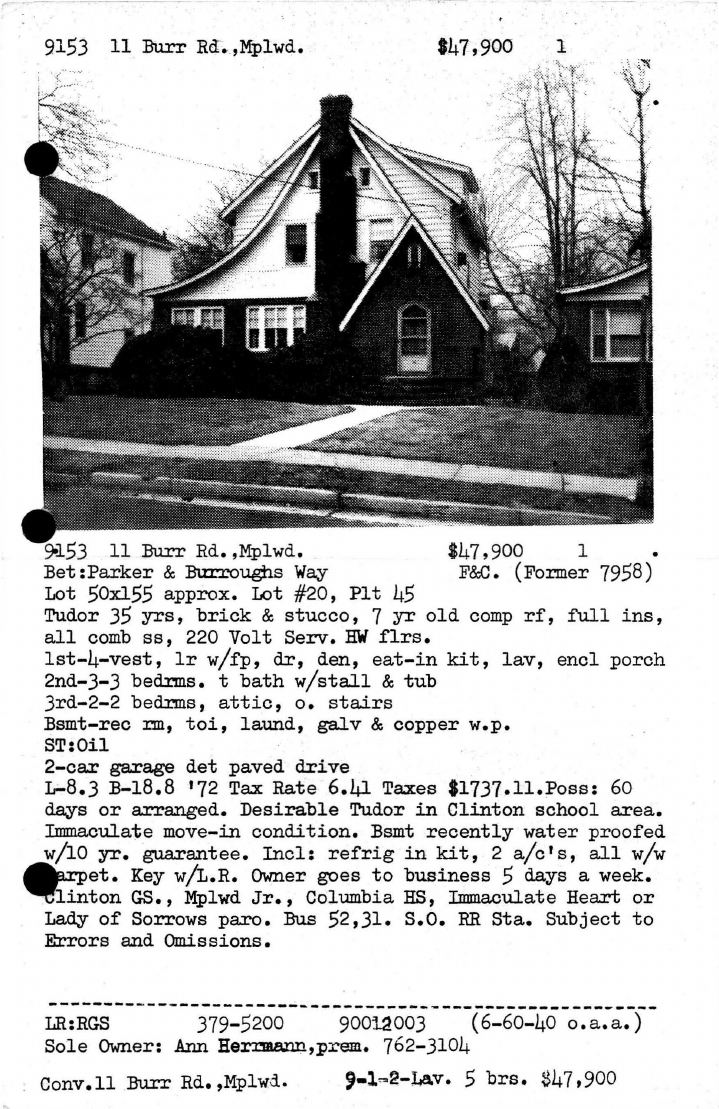 9153 11 Burr Rd.,Mplwd. $47,900 1
9153 11 Burr Rd.,Mplwd. $47,900 1 .
Bet:Parker & Burroughs Way F&C. (Former 7958)
Lot 50x155 approx. Lot #20, Plt 45
Tudor 35 yrs, brick & stucco, 7 yr old comp rf, full ins,
all comb ss, 220 Volt Serv. HW flrs.
1st-4-vest, lr w/fp, dr, den, eat-in kit, lav, encl porch
2nd-3-3 bedrms. t bath w/stall & tub
3rd-2-2 bedrms, attic, o. stairs
Bsmt-rec rm, toi, laund, galv & copper w.p.
ST:Oil
2-car garage det paved drive
L-8.3 B-18.8 '72 Tax Rate 6.41 Taxes $1737.11.Poss: 60
days or arranged. Desirable Tudor in Clinton school area.
Immaculate move-in condition. Bsmt recently water proofed
w/10 yr. guarantee. Incl: refrig in kit, 2 a/c's, all w/w
arpet. Key w/L.R. Owner goes to business 5 days a week.
Clinton GS., Mplwd Jr., Columbia HS, Immaculate Heart or
Lady of Sorrows paro. Bus 52,31. S.O. RR Sta. Subject to
Errors and Omissions.
LR:RGS 379-5200 90012003 (6-60-40 o.a.a.)
Sole Owner: Ann Herrmann,prem. 762-3104
Conv.11 Burr Rd.,Mplwd. 9-1-2-Lav. 5 brs. $47,900